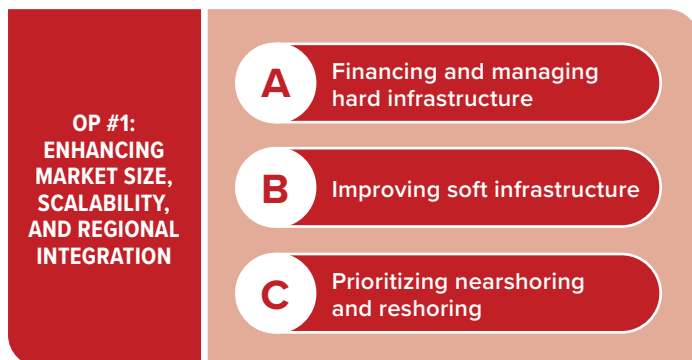 OP #1:
ENHANCING
MARKET SIZE,
SCALABILITY,
AND REGIONAL
INTEGRATION
A
Financing and managing
hard infrastructure
B
Improving soft infrastructure
C
Prioritizing nearshoring
and reshoring